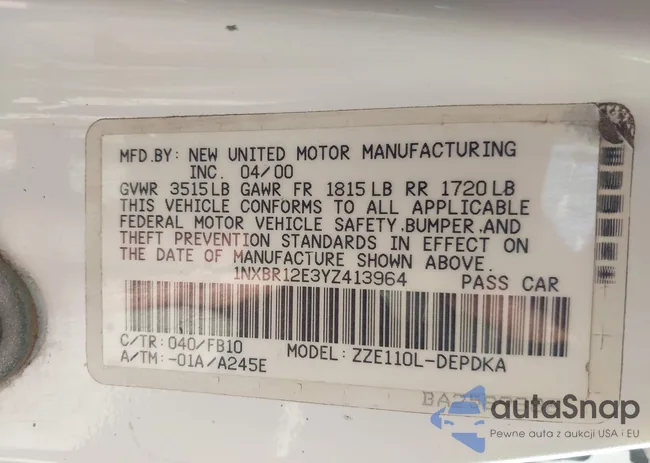 MFD.BY: NEW UNITED MOTOR MANUFACTURING
INC. 04/00
GVWR 3515LB GAWR FR 1815LB RR 1720LB
THIS VEHICLE CONFORMS TO ALL APPLICABLE
FEDERAL MOTOR VEHICLE SAFETY,BUMPER,AND
THEFT PREVENTION STANDARDS IN EFFECT ON
THE DATE OF MANUFACTURE SHOWN ABOVE.
1NXBR12E3YZ413964 PASS CAR
C/TR: 040/FB10 MODEL: ZZE110L-DEPDKA
A/TM: -01A/A245E
autoSnap
Pewne auta z aukcji USA i EU